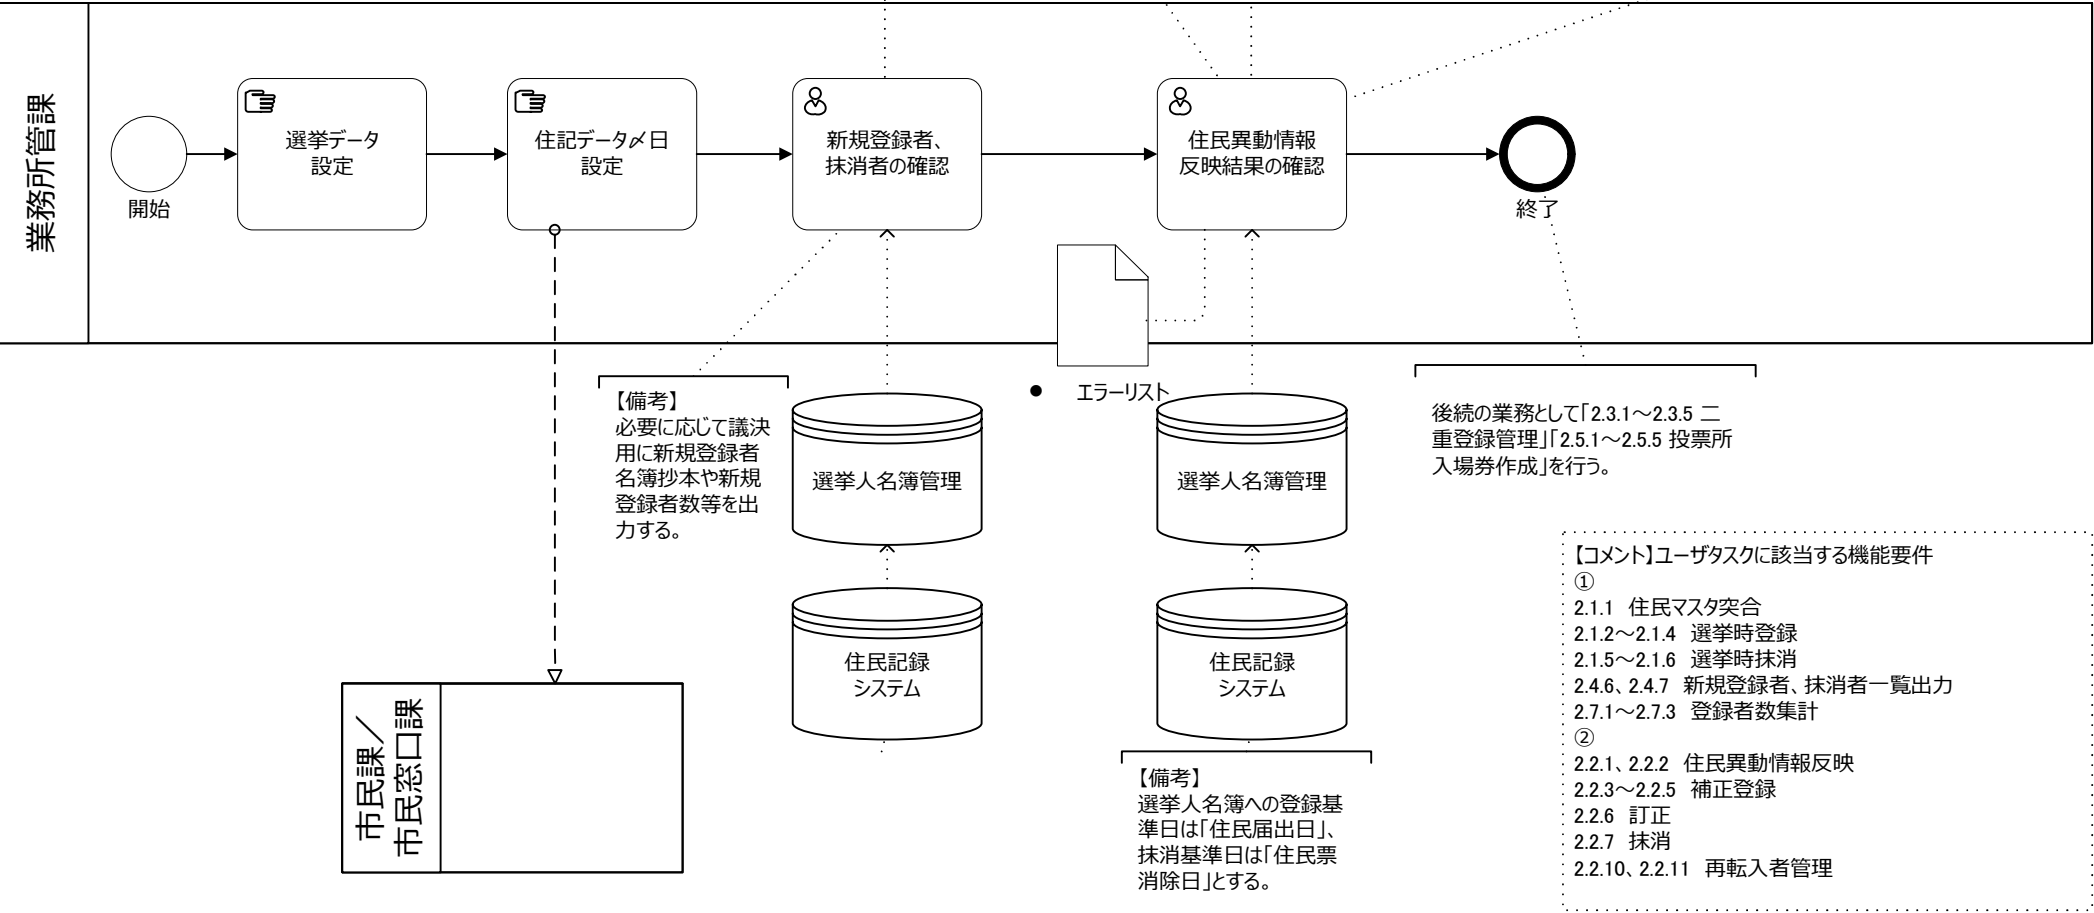 業務所管課
開始
選挙データ
設定
住記データ〆日
設定
新規登録者、
抹消者の確認
住民異動情報
反映結果の確認
終了
エラーリスト
【備考】
必要に応じて議決
用に新規登録者
名簿抄本や新規
登録者数等を出
力する。
選挙人名簿管理
選挙人名簿管理
後続の業務として「2.3.1～2.3.5 二
重登録管理」「2.5.1～2.5.5 投票所
入場券作成」を行う。
住民記録
システム
住民記録
システム
市民課／
市民窓口課
【備考】
選挙人名簿への登録基
準日は「住民届出日」、
抹消基準日は「住民票
消除日」とする。
【コメント】ユーザタスクに該当する機能要件
①
2.1.1 住民マスタ突合
2.1.2～2.1.4 選挙時登録
2.1.5～2.1.6 選挙時抹消
2.4.6、2.4.7 新規登録者、抹消者一覧出力
2.7.1～2.7.3 登録者数集計
②
2.2.1、2.2.2 住民異動情報反映
2.2.3～2.2.5 補正登録
2.2.6 訂正
2.2.7 抹消
2.2.10、2.2.11 再転入者管理